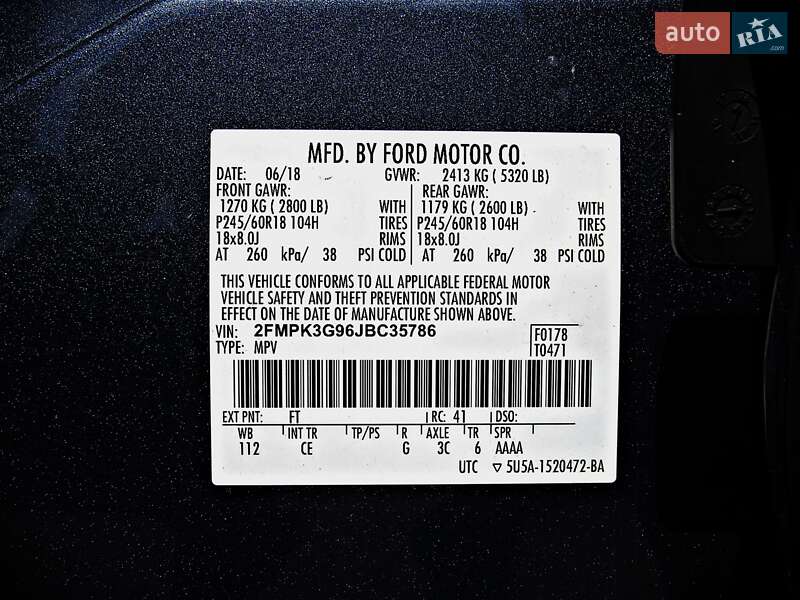 auto RIA .com
MFD. BY FORD MOTOR CO.
DATE: 06/18 GVWR: 2413 KG ( 5320 LB)
FRONT GAWR: REAR GAWR:
1270 KG ( 2800 LB) WITH 1179 KG ( 2600 LB) WITH
P245/60R18 104H TIRES P245/60R18 104H TIRES
18x8.0J RIMS 18x8.0J RIMS
AT 260 kPa/ 38 PSI COLD AT 260 kPa/ 38 PSI COLD
THIS VEHICLE CONFORMS TO ALL APPLICABLE FEDERAL MOTOR
VEHICLE SAFETY AND THEFT PREVENTION STANDARDS IN
EFFECT ON THE DATE OF MANUFACTURE SHOWN ABOVE.
VIN: 2FMPK3G96JBC35786 F0178
TYPE: MPV T0471
EXT PNT: FT RC: 41 DSO:
WB INT TR TP/PS R AXLE TR SPR
112 CE G 3C 6 AAAA
UTC ▽ 5U5A-1520472-BA